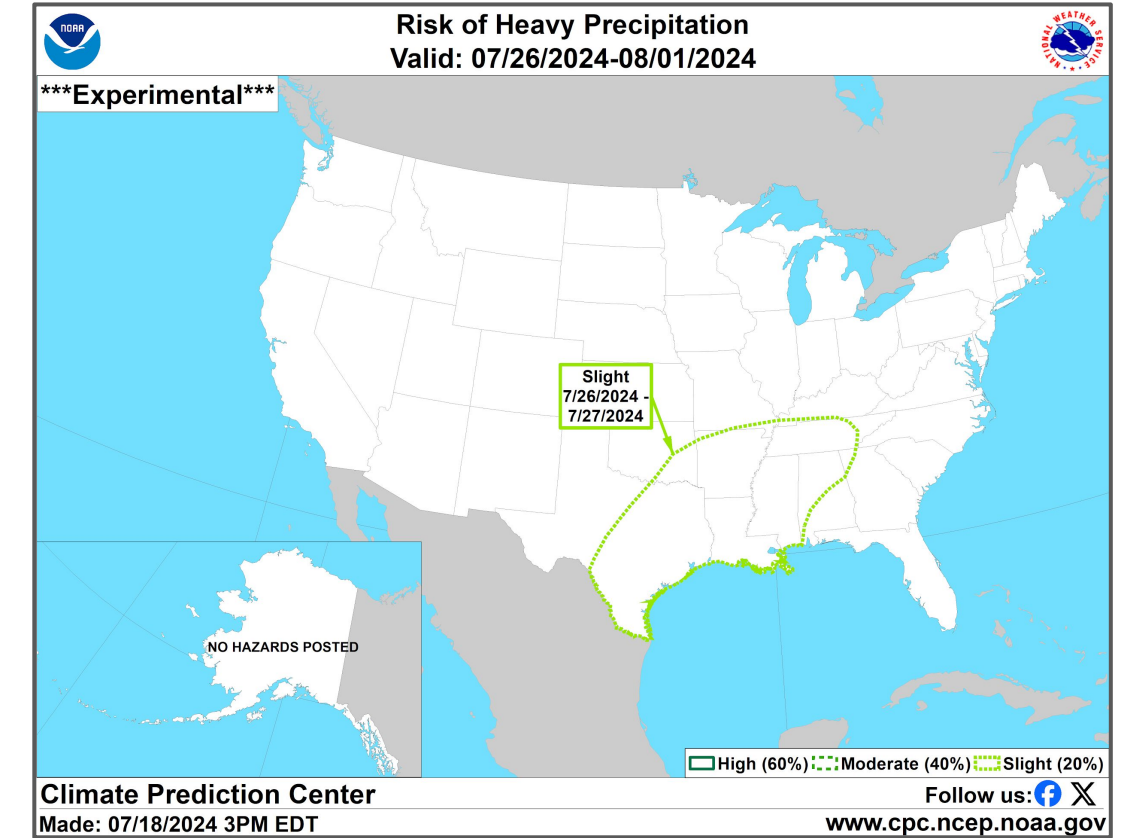 NOAA
Risk of Heavy Precipitation
Valid: 07/26/2024-08/01/2024
NATIONAL WEATHER SERVICE
***Experimental***
Slight
7/26/2024 -
7/27/2024
NO HAZARDS POSTED
High (60%) Moderate (40%) Slight (20%)
Climate Prediction Center
Follow us:
Made: 07/18/2024 3PM EDT
www.cpc.ncep.noaa.gov